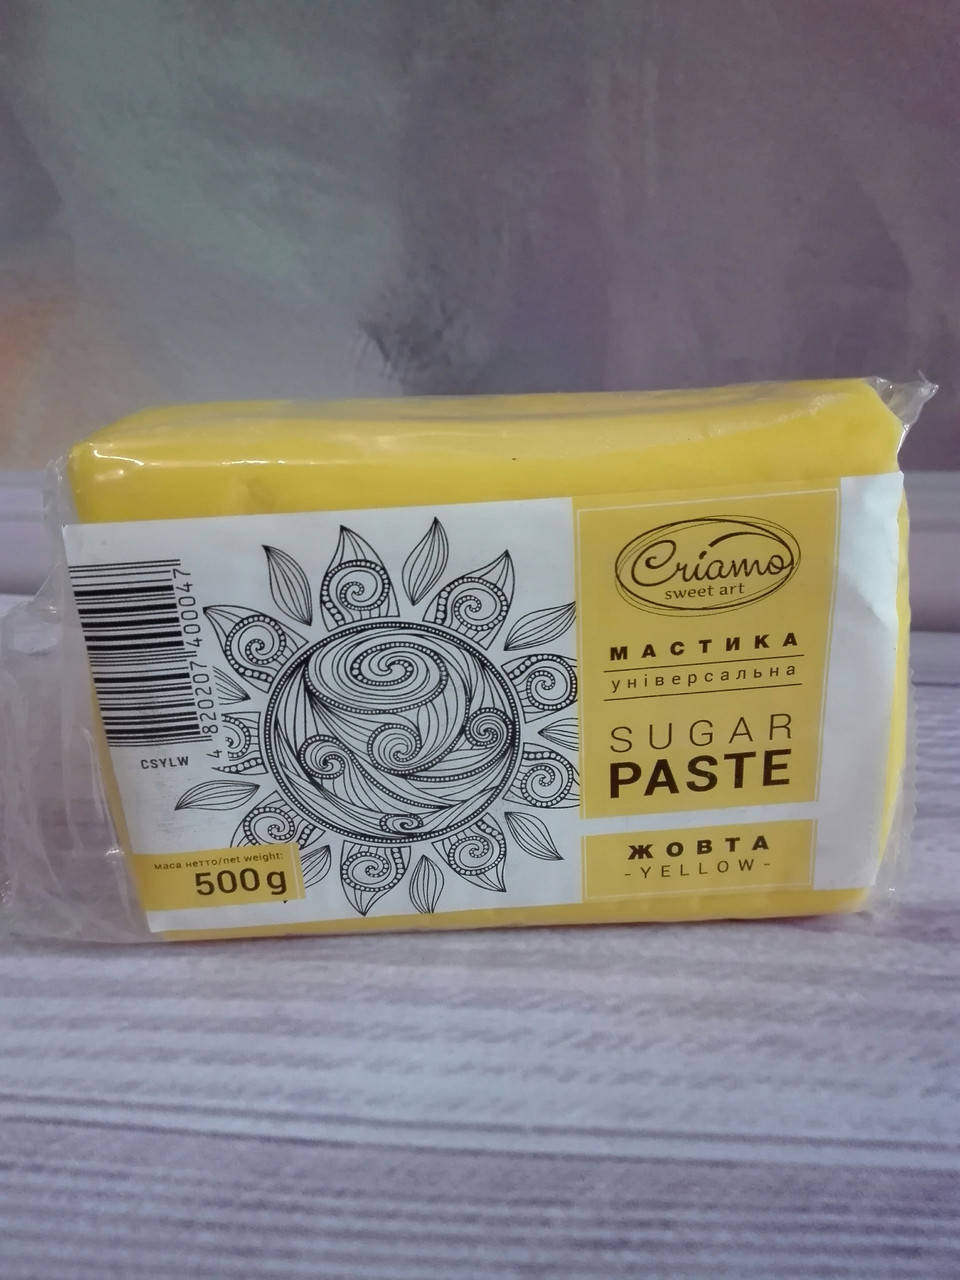 Criamo
sweet art
МАСТИКА
універсальна
SUGAR
PASTE
ЖОВТА
-YELLOW-
4 820207 400047
CSYLW
маса нетто/net weight:
500g